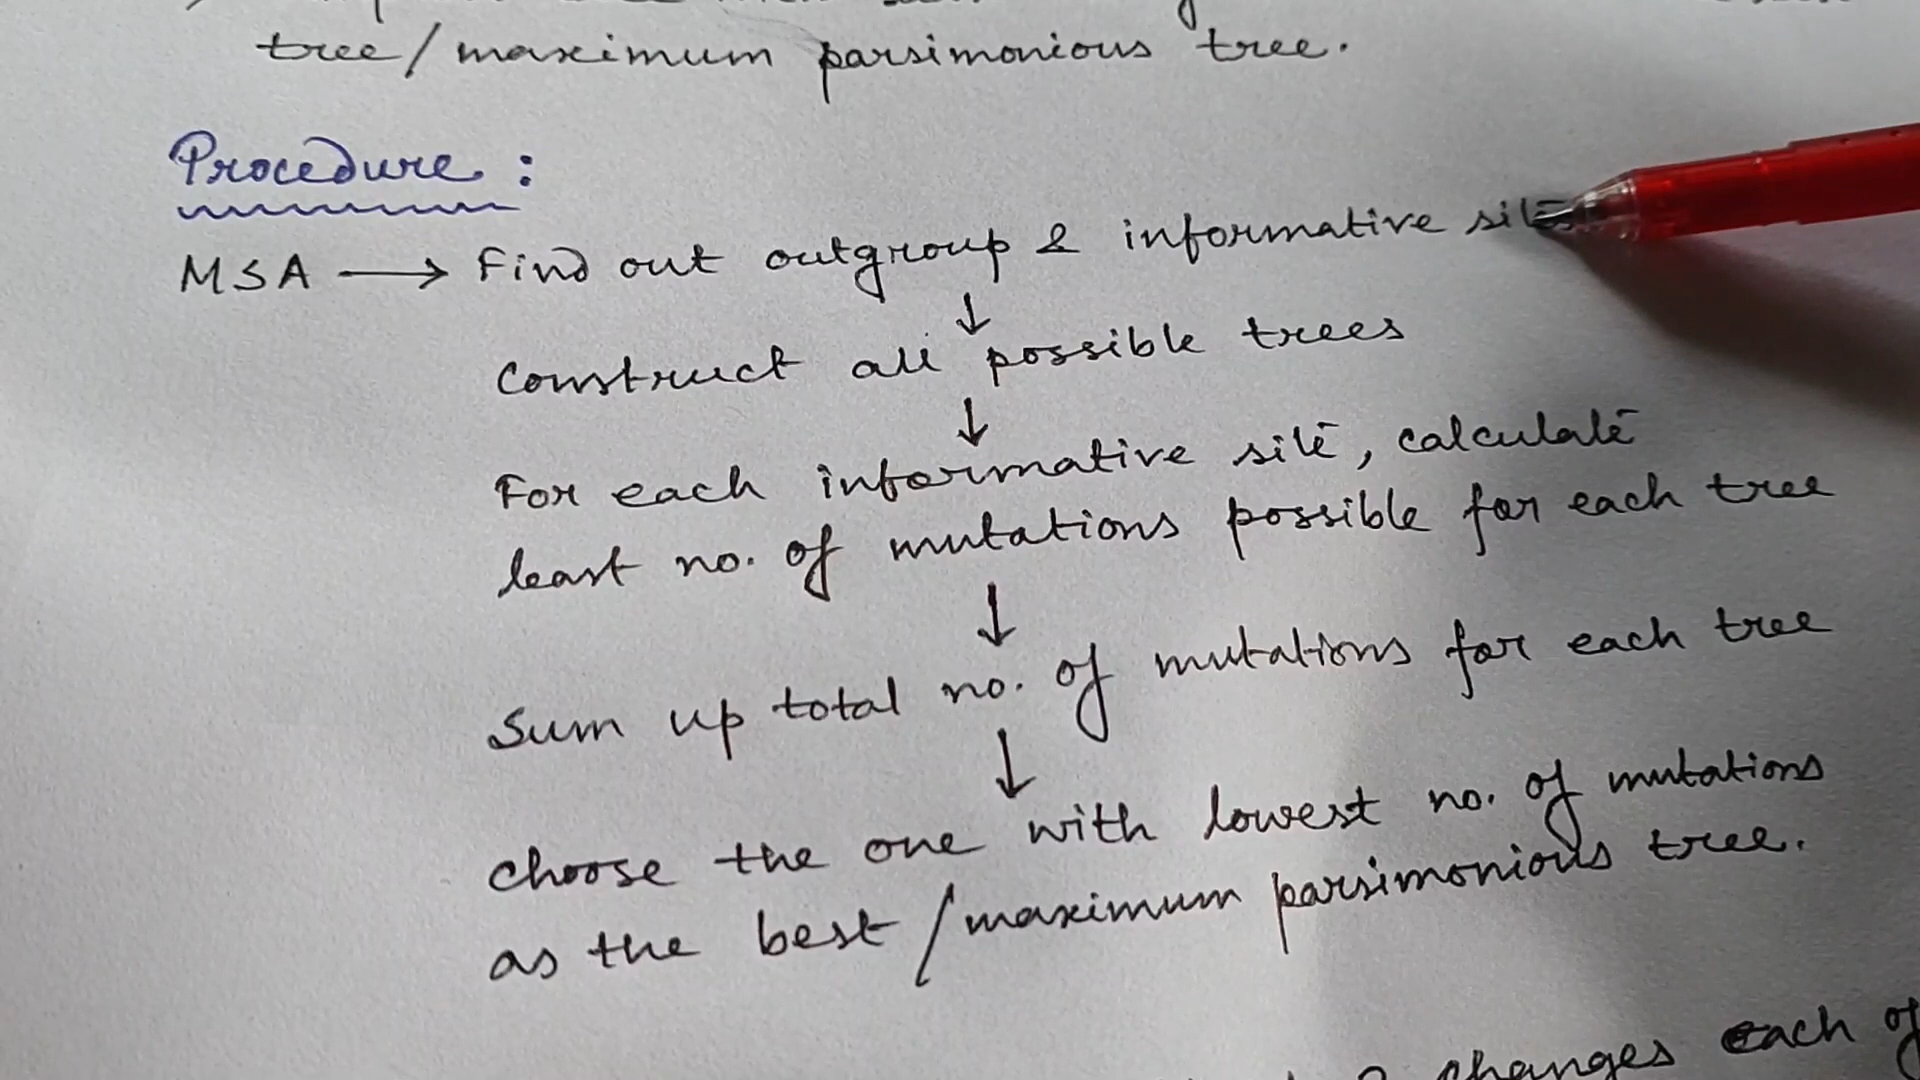 tree/maximum parsimonious tree.
Procedure :
MSA → Find out outgroup & informative sites
↓
Construct all possible trees
↓
For each informative site, calculate
least no. of mutations possible for each tree
↓
Sum up total no. of mutations for each tree
↓
choose the one with lowest no. of mutations
as the best/maximum parsimonious tree.
changes each of